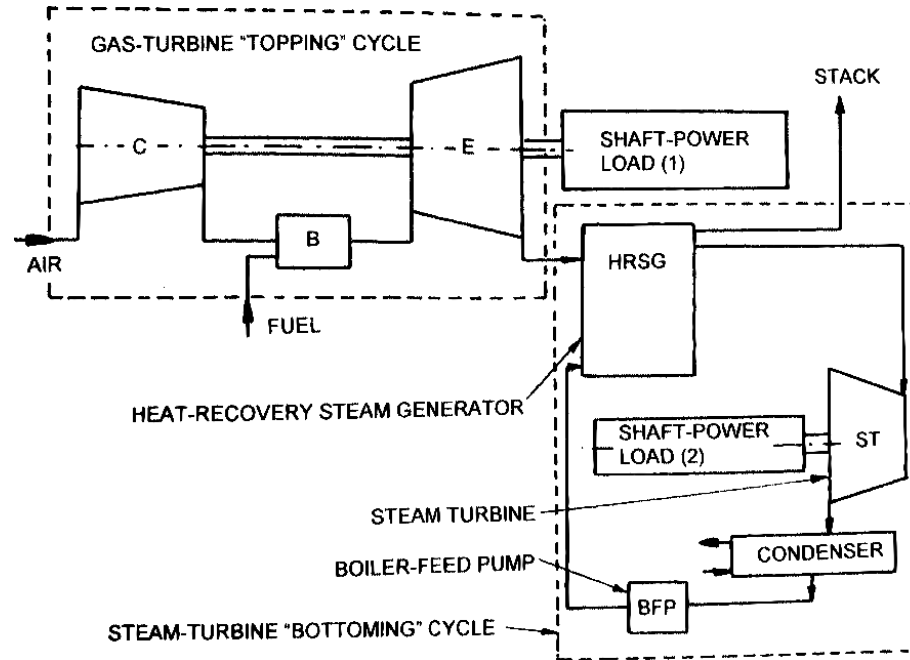 GAS-TURBINE "TOPPING" CYCLE
STACK
C
E
SHAFT-POWER
LOAD (1)
B
HRSG
AIR
FUEL
HEAT-RECOVERY STEAM GENERATOR
SHAFT-POWER
LOAD (2)
ST
STEAM TURBINE
CONDENSER
BOILER-FEED PUMP
BFP
STEAM-TURBINE "BOTTOMING" CYCLE